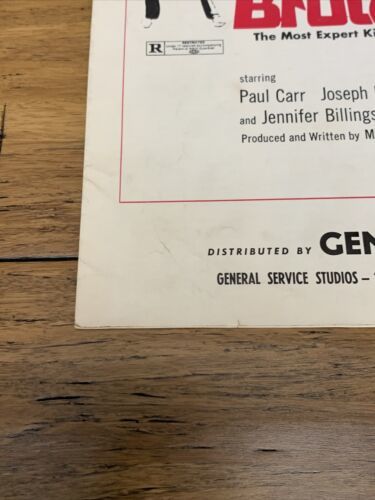 Brut
The Most Expert Ki
R
RESTRICTED
starring
Paul Carr Joseph
and Jennifer Billings
Produced and Written by M
DISTRIBUTED BY GEN
GENERAL SERVICE STUDIOS –